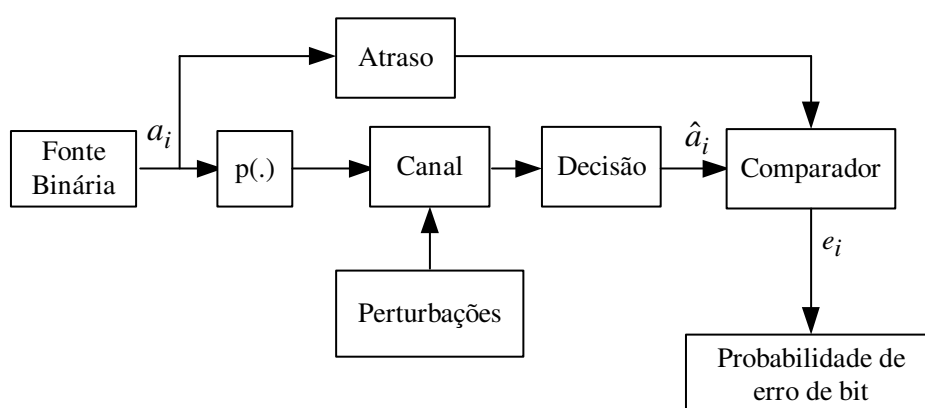 Atraso
a_i
â_i
Fonte
Binária
p(.)
Canal
Decisão
Comparador
e_i
Perturbações
Probabilidade de
erro de bit